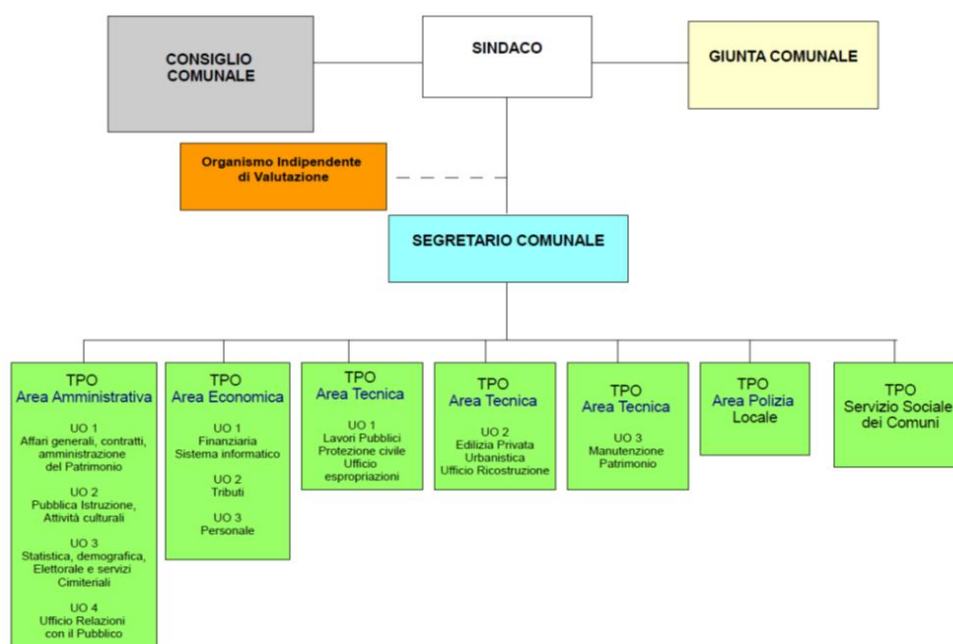 CONSIGLIO
COMUNALE
SINDACO
GIUNTA COMUNALE
Organismo Indipendente
di Valutazione
SEGRETARIO COMUNALE
TPO
Area Amministrativa
UO 1
Affari generali, contratti,
amministrazione
del Patrimonio
UO 2
Pubblica Istruzione,
Attività culturali
UO 3
Statistica, demografica,
Elettorale e servizi
Cimiteriali
UO 4
Ufficio Relazioni
con il Pubblico
TPO
Area Economica
UO 1
Finanziaria
Sistema informatico
UO 2
Tributi
UO 3
Personale
TPO
Area Tecnica
UO 1
Lavori Pubblici
Protezione civile
Ufficio
espropriazioni
TPO
Area Tecnica
UO 2
Edilizia Privata
Urbanistica
Ufficio Ricostruzione
TPO
Area Tecnica
UO 3
Manutenzione
Patrimonio
TPO
Area Polizia
Locale
TPO
Servizio Sociale
dei Comuni